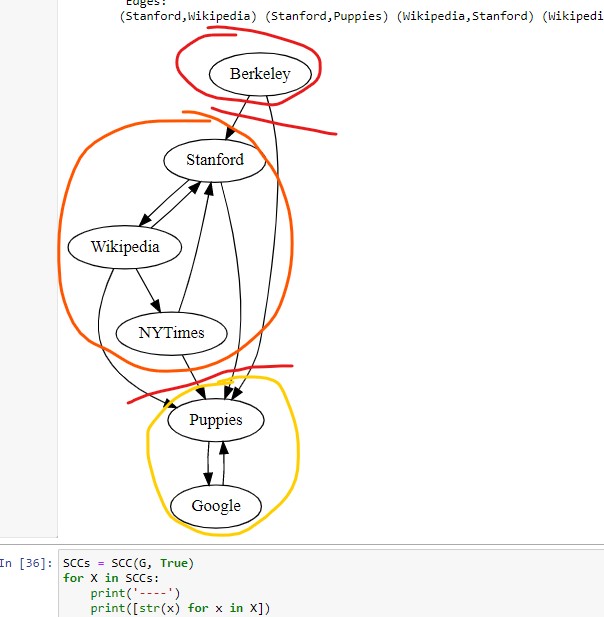 Edges:
(Stanford,Wikipedia) (Stanford,Puppies) (Wikipedia,Stanford) (Wikipedi
Berkeley
Stanford
Wikipedia
NYTimes
Puppies
Google
In [36]: SCCs = SCC(G, True)
for X in SCCs:
    print('----')
    print([str(x) for x in X])